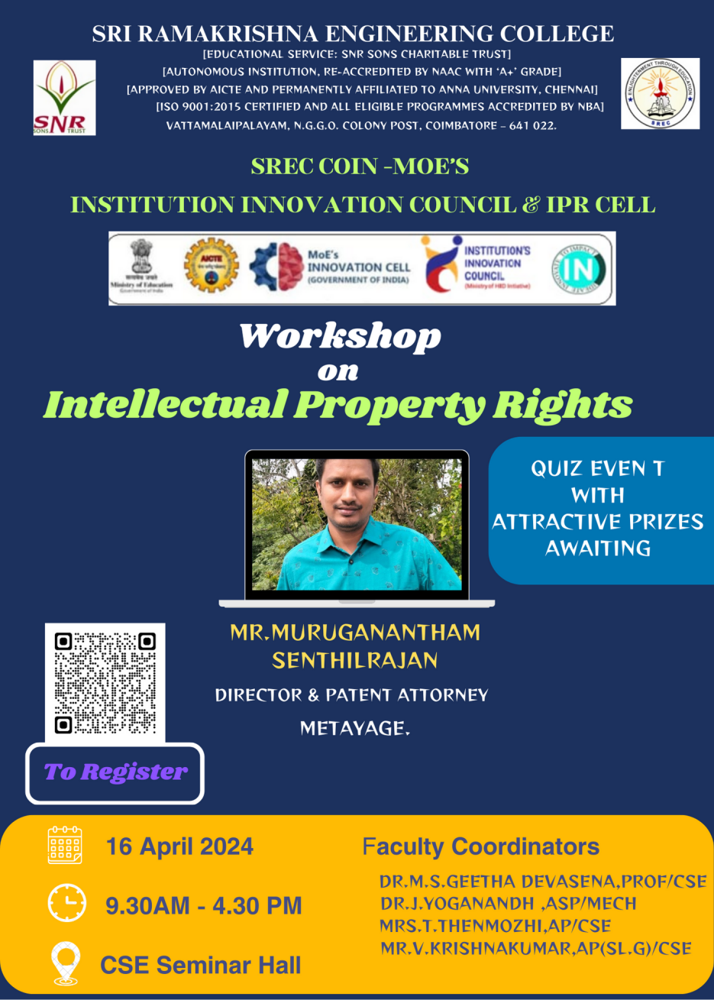 SRI RAMAKRISHNA ENGINEERING COLLEGE
[EDUCATIONAL SERVICE: SNR SONS CHARITABLE TRUST]
[AUTONOMOUS INSTITUTION, RE-ACCREDITED BY NAAC WITH ‘A+’ GRADE]
[APPROVED BY AICTE AND PERMANENTLY AFFILIATED TO ANNA UNIVERSITY, CHENNAI]
[ISO 9001:2015 CERTIFIED AND ALL ELIGIBLE PROGRAMMES ACCREDITED BY NBA]
VATTAMALAIPALAYAM, N.G.G.O. COLONY POST, COIMBATORE – 641 022.
SNR
SONS TRUST
ENLIGHTENMENT THROUGH EDUCATION
SREC
SREC COIN -MOE’S
INSTITUTION INNOVATION COUNCIL & IPR CELL
सत्यमेव जयते
Ministry of Education
Government of India
AICTE
MoE's
INNOVATION CELL
(GOVERNMENT OF INDIA)
INSTITUTION'S
INNOVATION
COUNCIL
(Ministry of HRD Initiative)
IN
Workshop
on
Intellectual Property Rights
QUIZ EVEN T
WITH
ATTRACTIVE PRIZES
AWAITING
MR.MURUGANANTHAM
SENTHILRAJAN
DIRECTOR & PATENT ATTORNEY
METAYAGE.
To Register
16 April 2024
9.30AM - 4.30 PM
CSE Seminar Hall
Faculty Coordinators
DR.M.S.GEETHA DEVASENA,PROF/CSE
DR.J.YOGANANDH ,ASP/MECH
MRS.T.THENMOZHI,AP/CSE
MR.V.KRISHNAKUMAR,AP(SL.G)/CSE